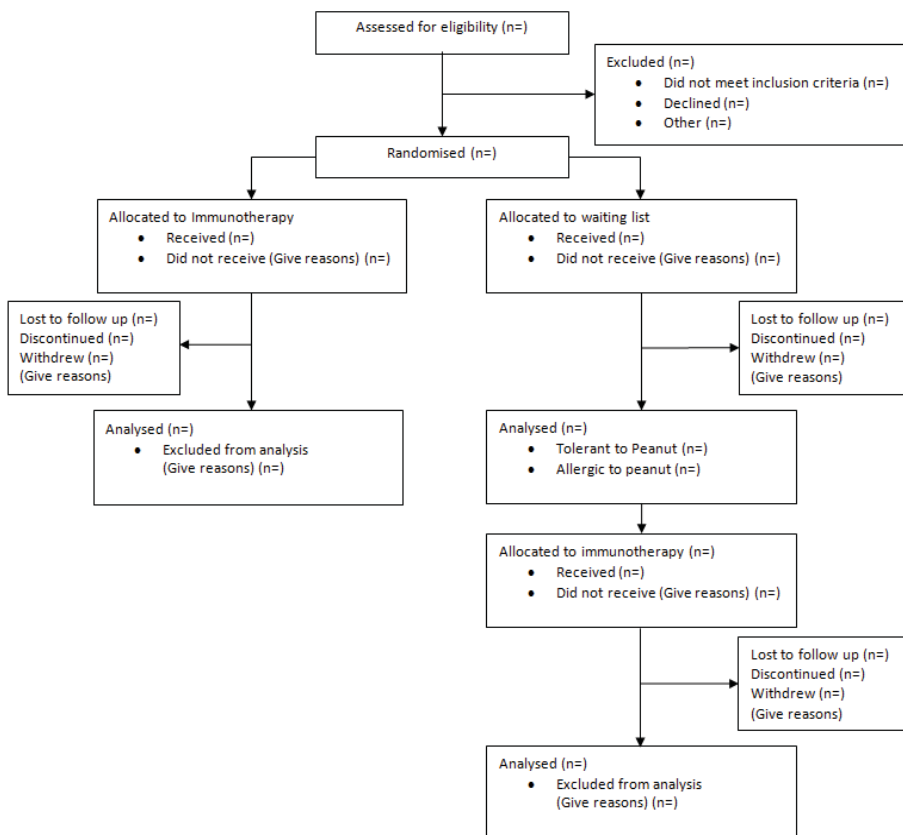 Assessed for eligibility (n=)
Excluded (n=)
• Did not meet inclusion criteria (n=)
• Declined (n=)
• Other (n=)
Randomised (n=)
Allocated to Immunotherapy
• Received (n=)
• Did not receive (Give reasons) (n=)
Allocated to waiting list
• Received (n=)
• Did not receive (Give reasons) (n=)
Lost to follow up (n=)
Discontinued (n=)
Withdrew (n=)
(Give reasons)
Lost to follow up (n=)
Discontinued (n=)
Withdrew (n=)
(Give reasons)
Analysed (n=)
• Excluded from analysis
(Give reasons) (n=)
Analysed (n=)
• Tolerant to Peanut (n=)
• Allergic to peanut (n=)
Allocated to immunotherapy (n=)
• Received (n=)
• Did not receive (Give reasons) (n=)
Lost to follow up (n=)
Discontinued (n=)
Withdrew (n=)
(Give reasons)
Analysed (n=)
• Excluded from analysis
(Give reasons) (n=)